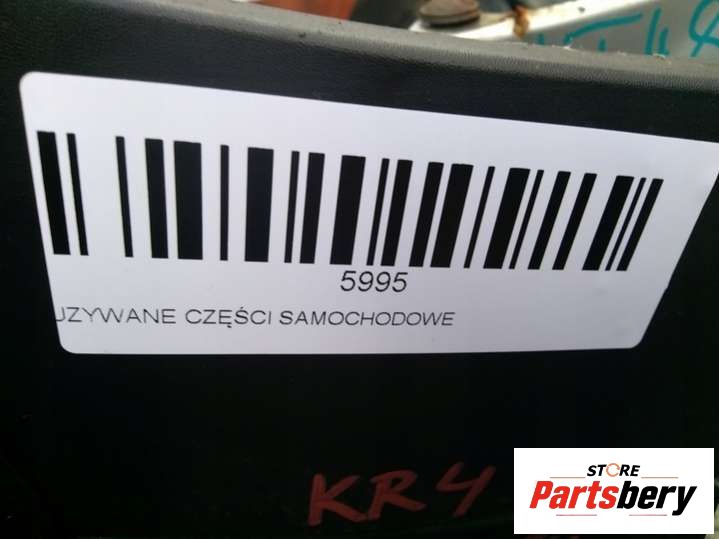 5995
UZYWANE CZĘŚCI SAMOCHODOWE
KR4
STORE
Partsbery